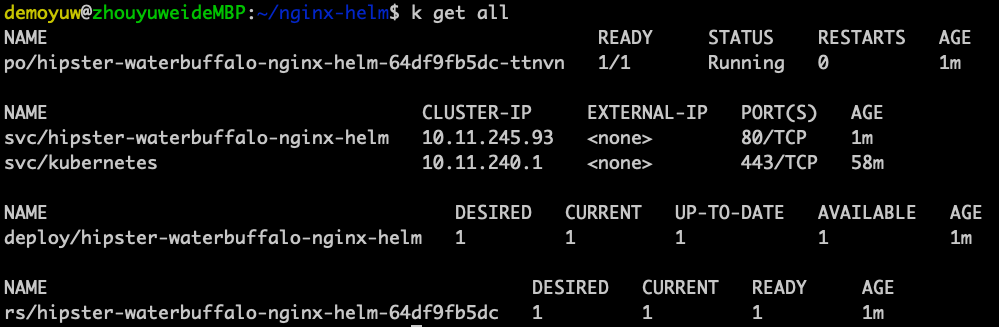 demoyuw@zhouyuweideMBP:~/nginx-helm$ k get all
NAME READY STATUS RESTARTS AGE
po/hipster-waterbuffalo-nginx-helm-64df9fb5dc-ttnvn 1/1 Running 0 1m
NAME CLUSTER-IP EXTERNAL-IP PORT(S) AGE
svc/hipster-waterbuffalo-nginx-helm 10.11.245.93 <none> 80/TCP 1m
svc/kubernetes 10.11.240.1 <none> 443/TCP 58m
NAME DESIRED CURRENT UP-TO-DATE AVAILABLE AGE
deploy/hipster-waterbuffalo-nginx-helm 1 1 1 1 1m
NAME DESIRED CURRENT READY AGE
rs/hipster-waterbuffalo-nginx-helm-64df9fb5dc 1 1 1 1m